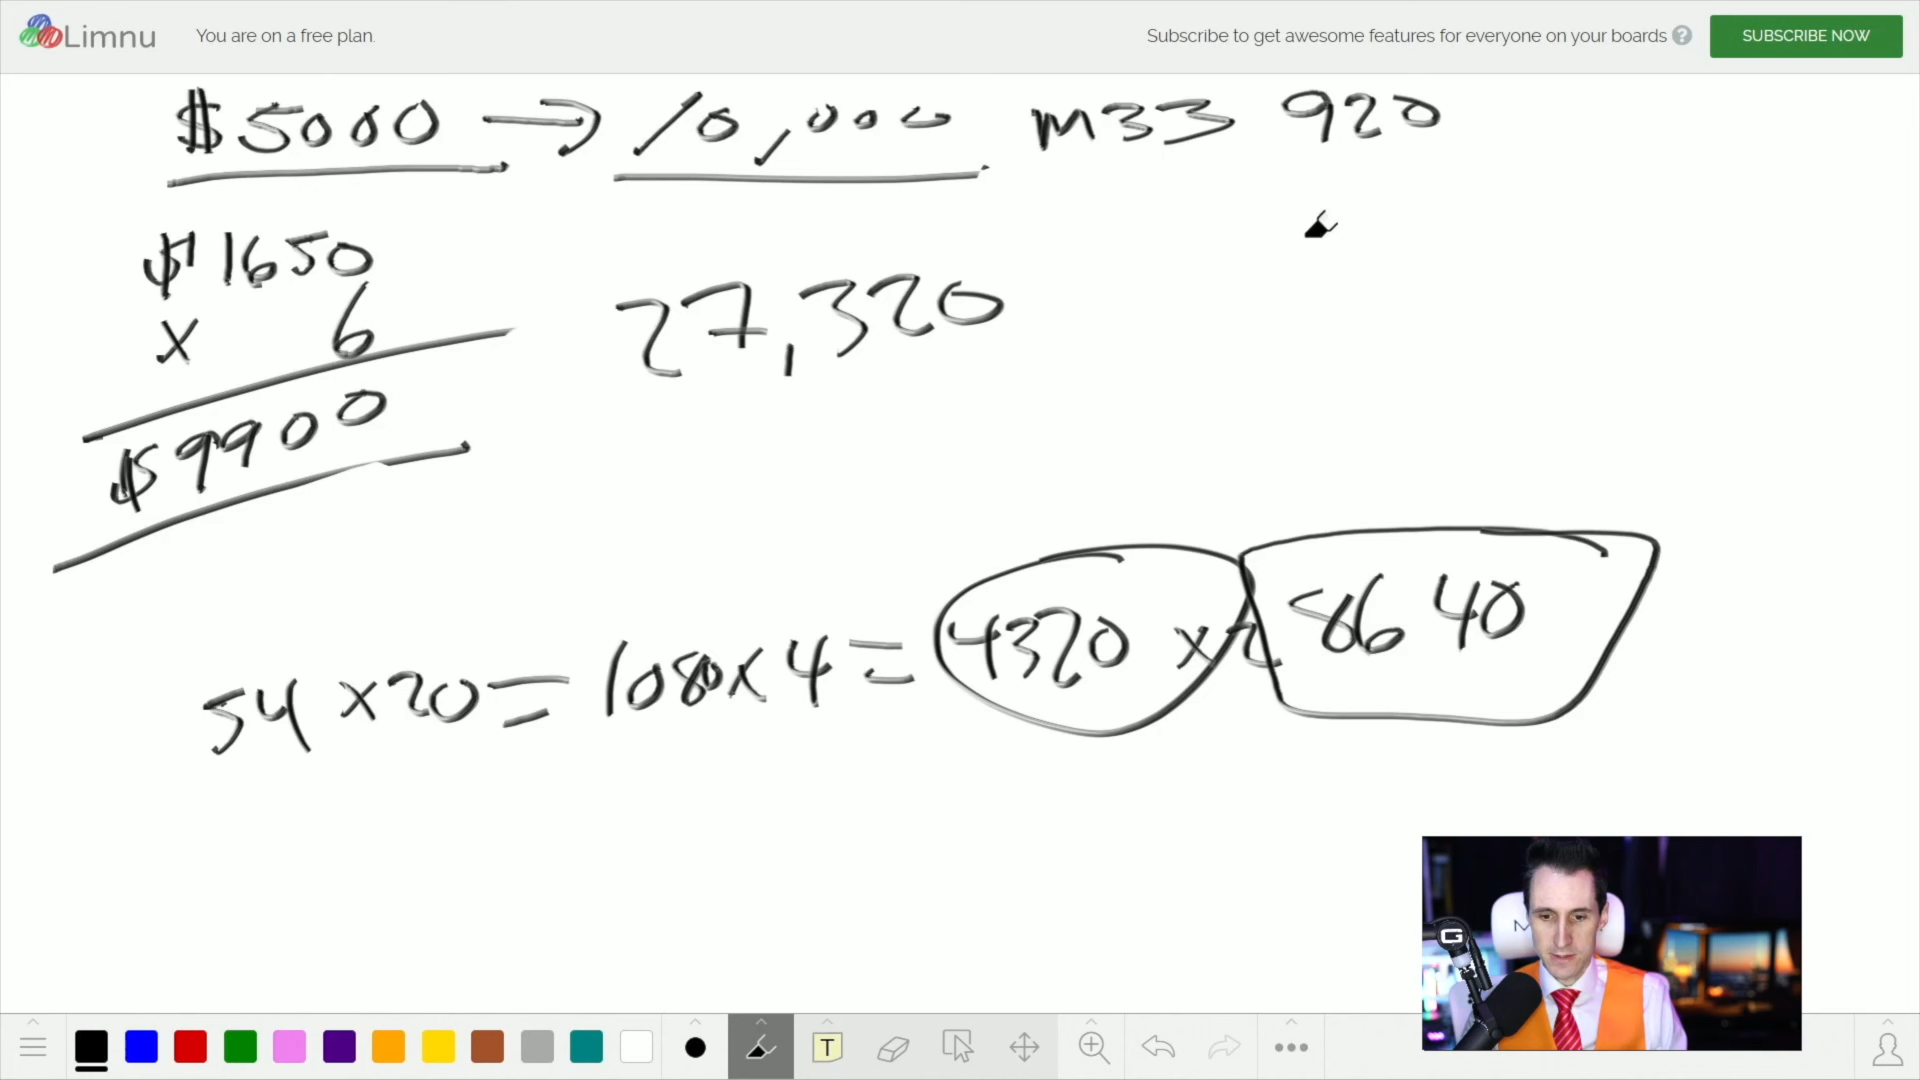 Limnu You are on a free plan. Subscribe to get awesome features for everyone on your boards ? SUBSCRIBE NOW
$5000 → 10,000 m33 920
$1650
x 6
27,320
$9900
54 x 20 = 1080 x 4 = 4320 x 2 8640
G
T